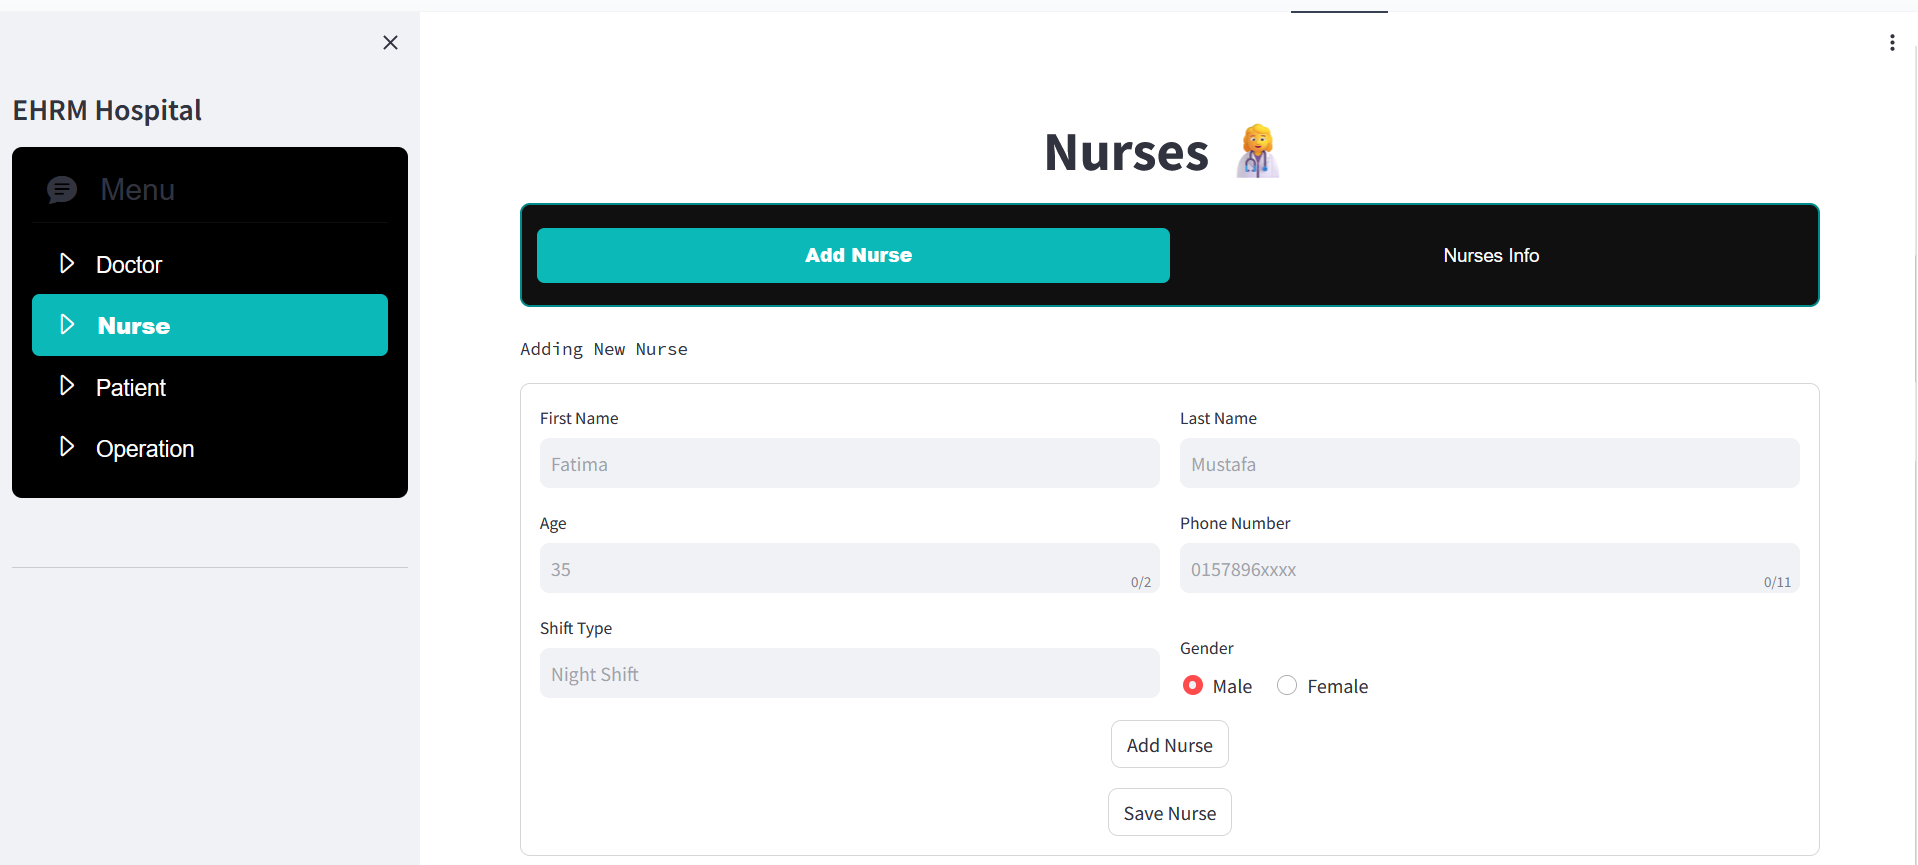 EHRM Hospital
Menu
Doctor
Nurse
Patient
Operation
Nurses
Add Nurse
Nurses Info
Adding New Nurse
First Name
Last Name
Fatima
Mustafa
Age
Phone Number
35
0/2
0157896xxxx
0/11
Shift Type
Night Shift
Gender
Male
Female
Add Nurse
Save Nurse